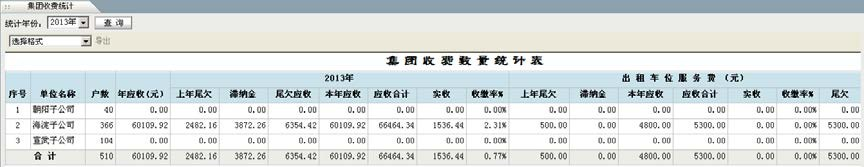 集团收费统计
统计年份: 2013年 查询
选择格式 导出
集团收费数量统计表
2013年 出租车位服务费（元）
序号 单位名称 户数 年应收(元) 上年尾欠 滞纳金 尾欠应收 本年应收 应收合计 实收 收缴率% 上年尾欠 滞纳金 本年应收 应收合计 实收 收缴率% 尾欠
1 朝阳子公司 40 0.00 0.00 0.00 0.00 0.00 0.00 0.00 0.00% 0.00 0.00 0.00 0.00 0.00 0.00% 0.00
2 海淀子公司 366 60109.92 2482.16 3872.26 6354.42 60109.92 66464.34 1536.44 2.31% 500.00 0.00 4800.00 5300.00 0.00 0.00% 5300.00
3 宣武子公司 104 0.00 0.00 0.00 0.00 0.00 0.00 0.00 0.00% 0.00 0.00 0.00 0.00 0.00 0.00% 0.00
合计 510 60109.92 2482.16 3872.26 6354.42 60109.92 66464.34 1536.44 0.77% 500.00 0.00 4800.00 5300.00 0.00 0.00% 5300.00